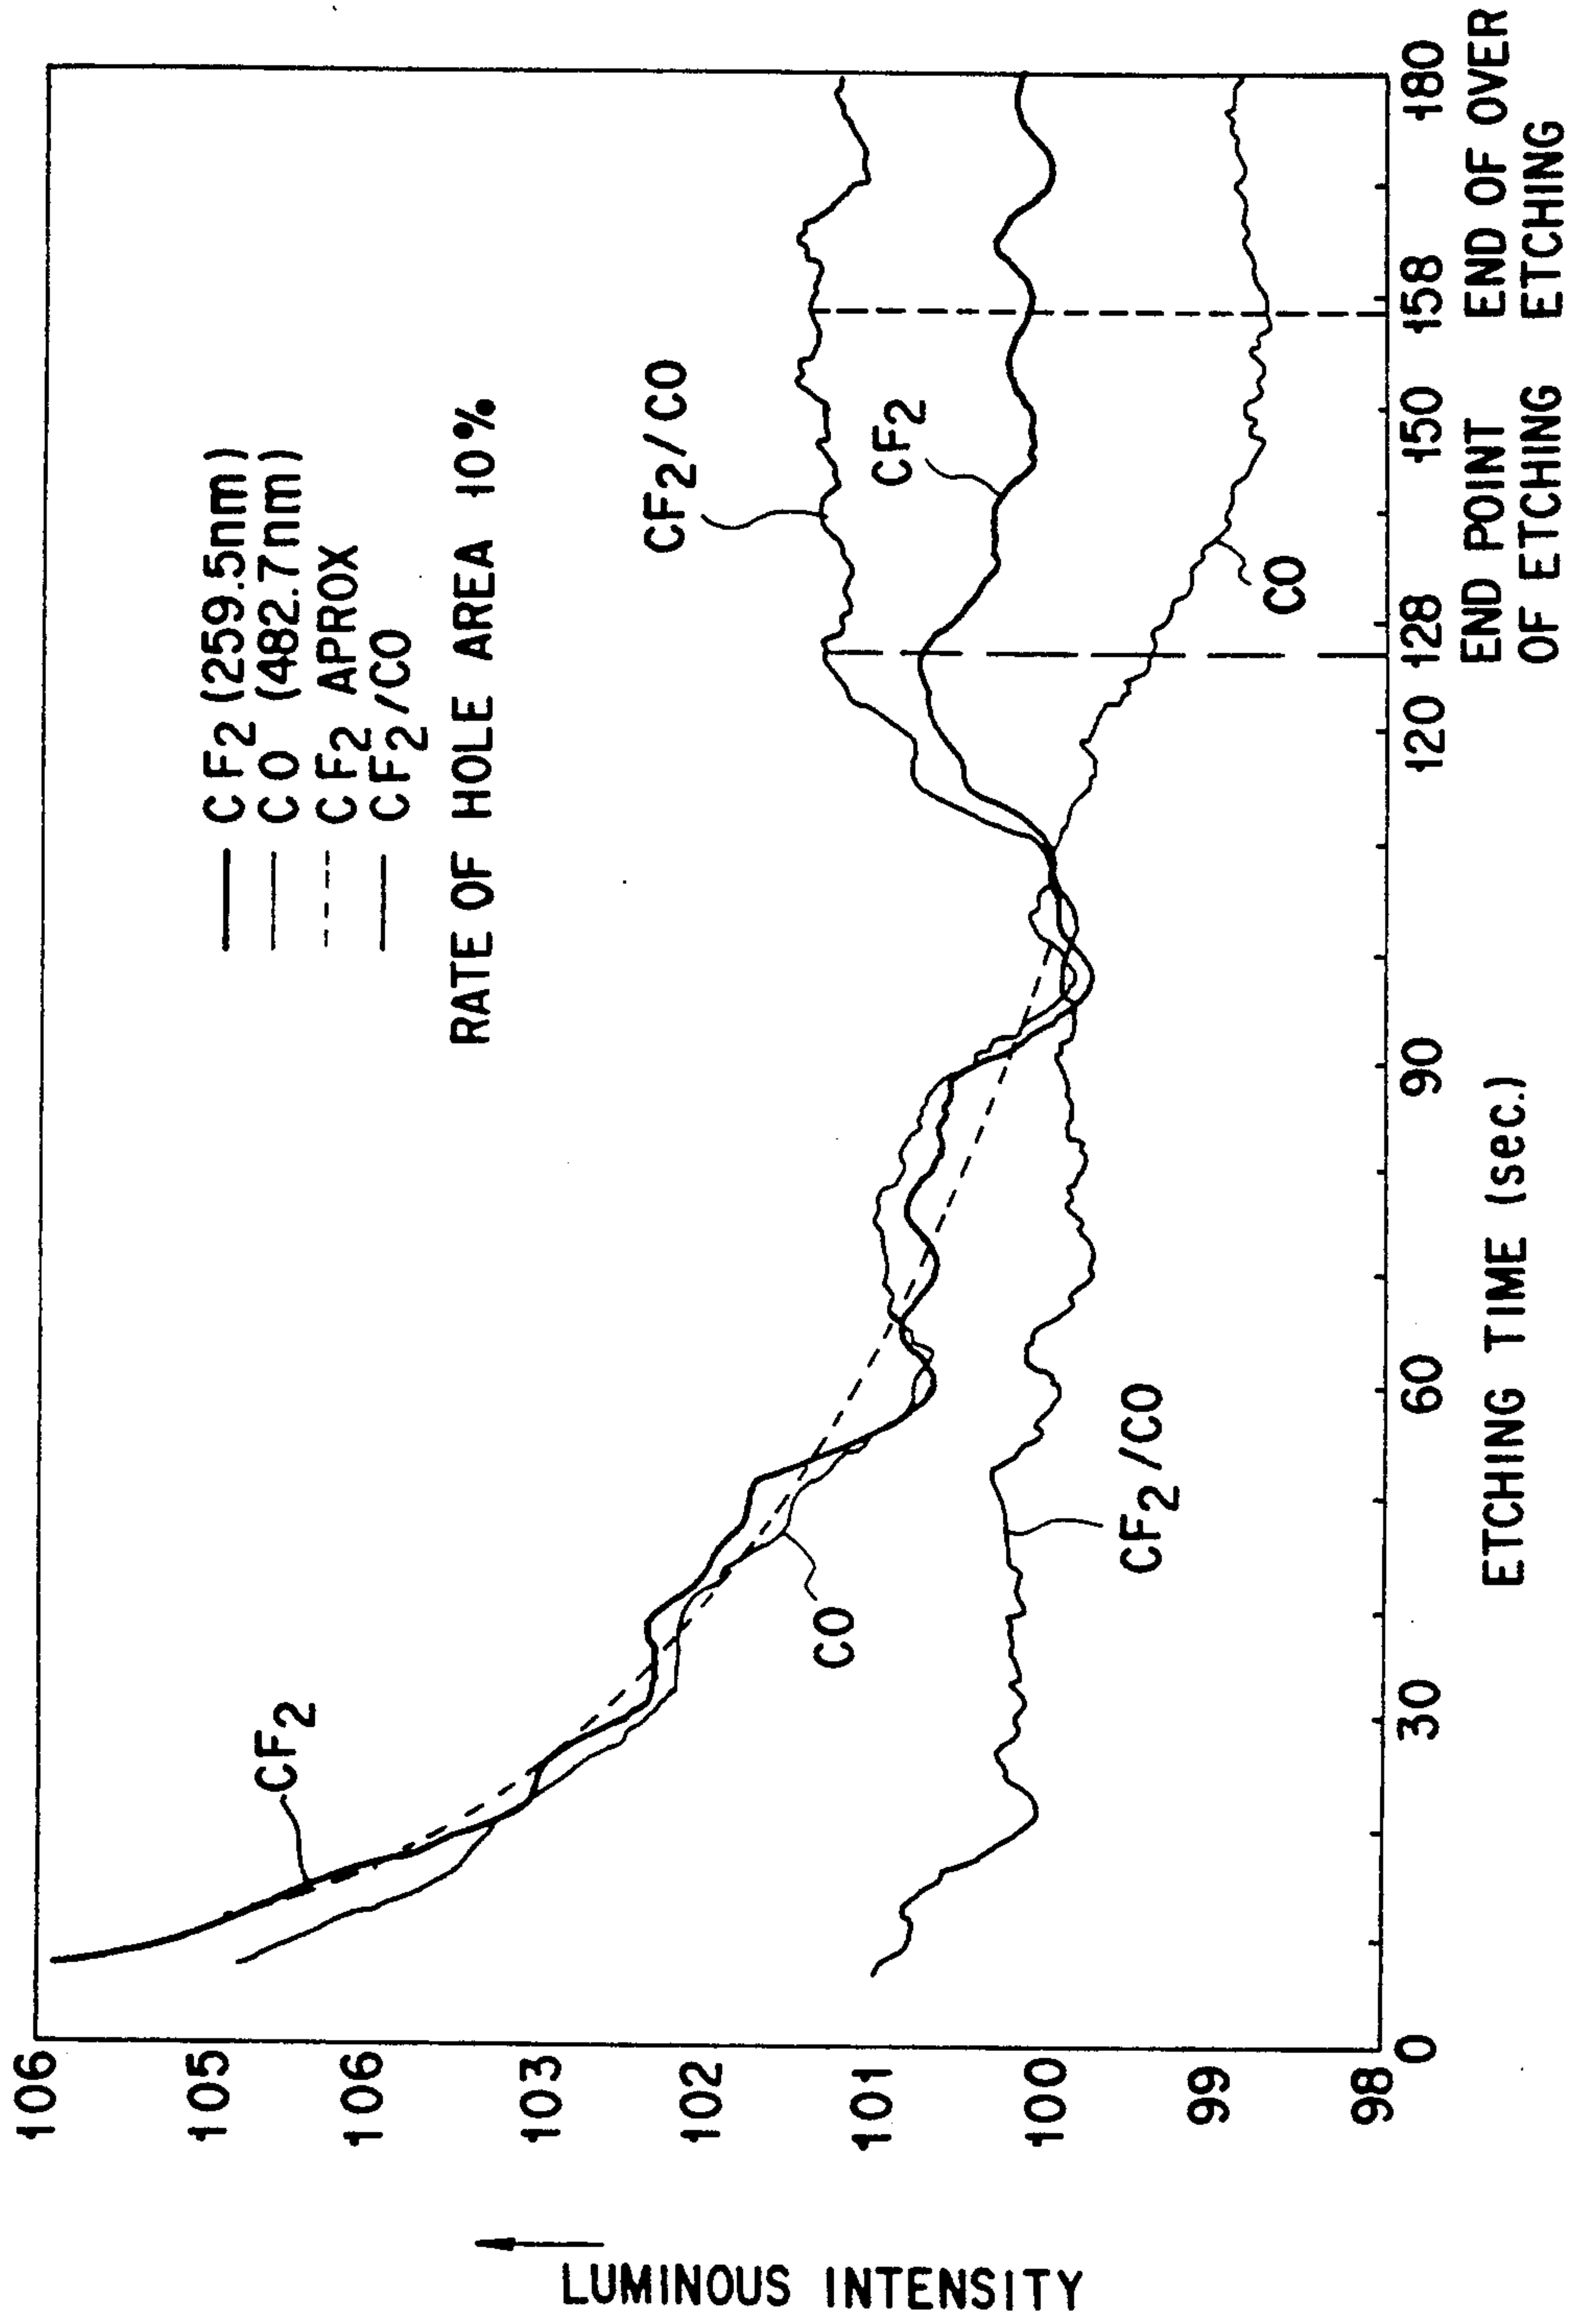 CF2 (259.5nm)
CO (482.7nm)
CF2 APROX
CF2/CO
RATE OF HOLE AREA 10%
CF2
CO
CF2/CO
CF2/CO
CF2
CO
106
105
106
103
102
101
100
99
98
LUMINOUS INTENSITY
0 30 60 90 120 128 150 158 180
ETCHING TIME (sec.)
END POINT
OF ETCHING
END OF OVER
ETCHING